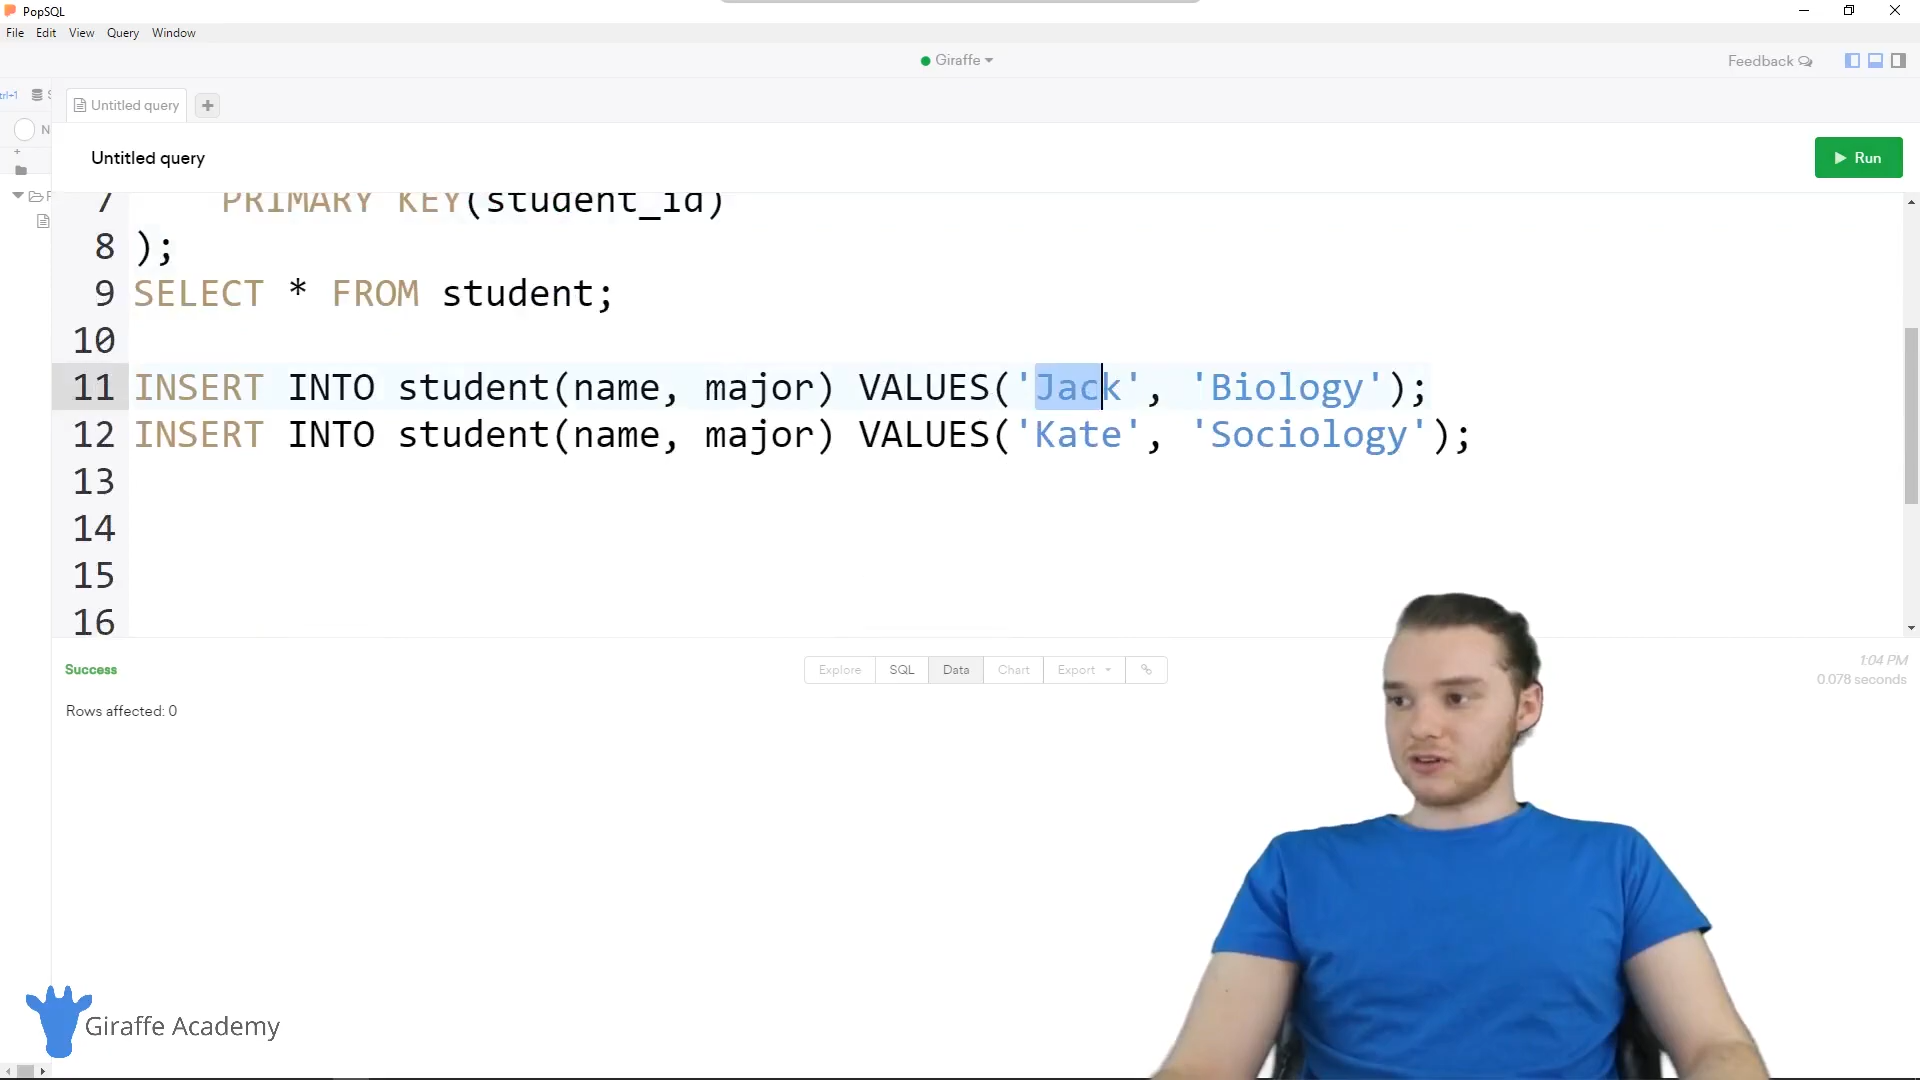 PopSQL
File Edit View Query Window
Giraffe
Feedback
trl+1
Untitled query +
N
+
Untitled query
Run
7 PRIMARY KEY(student_id)
8 );
9 SELECT * FROM student;
10
11 INSERT INTO student(name, major) VALUES('Jack', 'Biology');
12 INSERT INTO student(name, major) VALUES('Kate', 'Sociology');
13
14
15
16
Success
Explore SQL Data Chart Export
1:04 PM
0.078 seconds
Rows affected: 0
Giraffe Academy